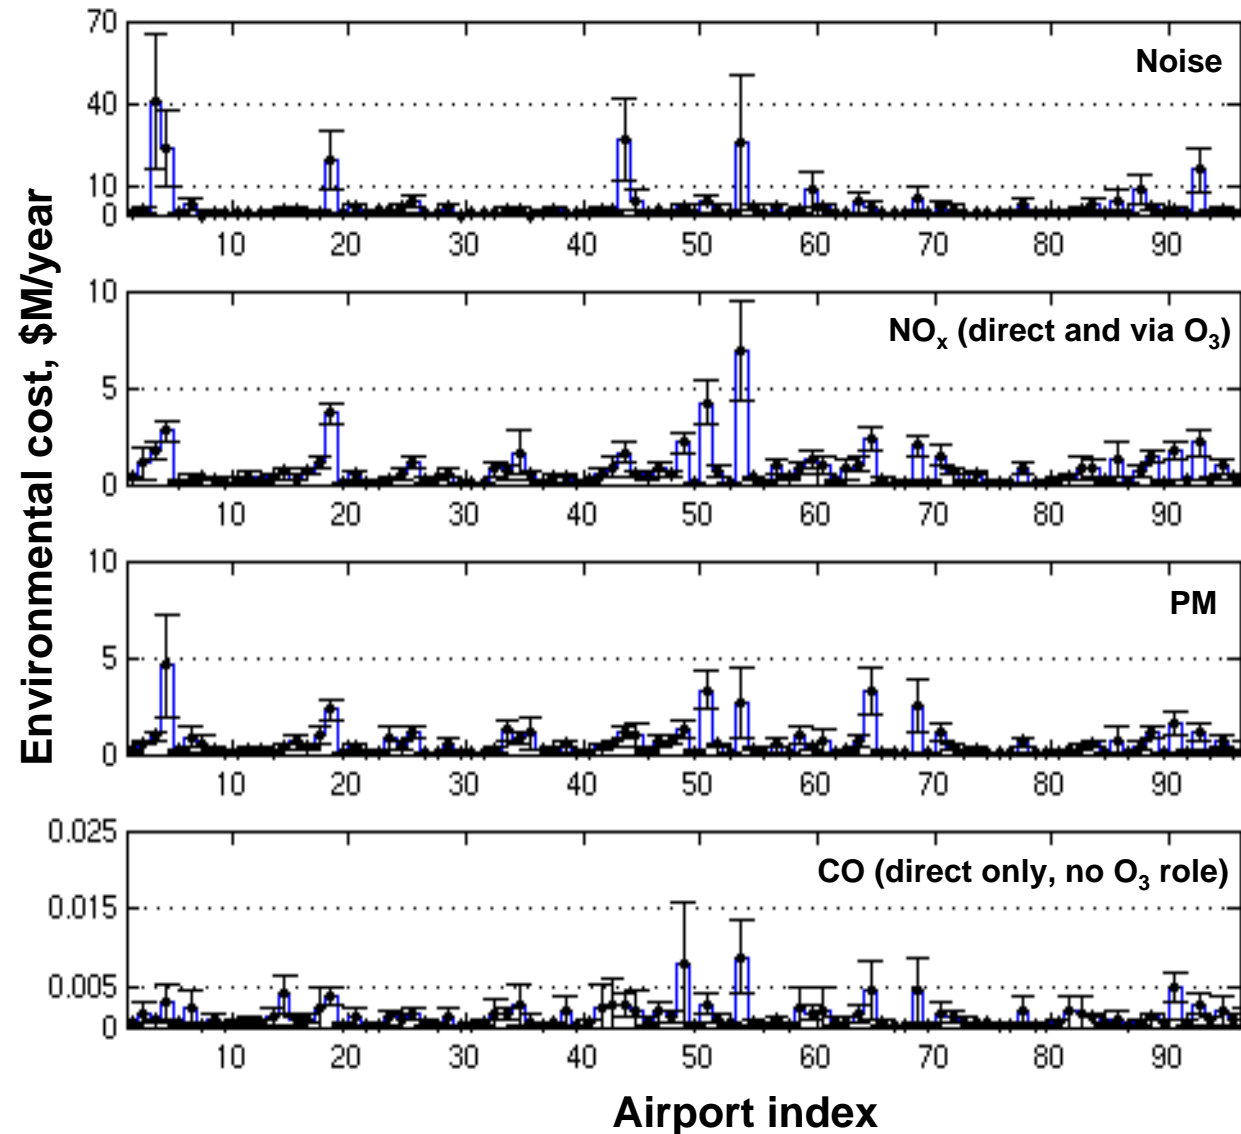 Environmental cost, $M/year
70
40
10
0
Noise
10 20 30 40 50 60 70 80 90
10
5
0
NOx (direct and via O3)
10 20 30 40 50 60 70 80 90
10
5
0
PM
10 20 30 40 50 60 70 80 90
0.025
0.015
0.005
0
CO (direct only, no O3 role)
10 20 30 40 50 60 70 80 90
Airport index